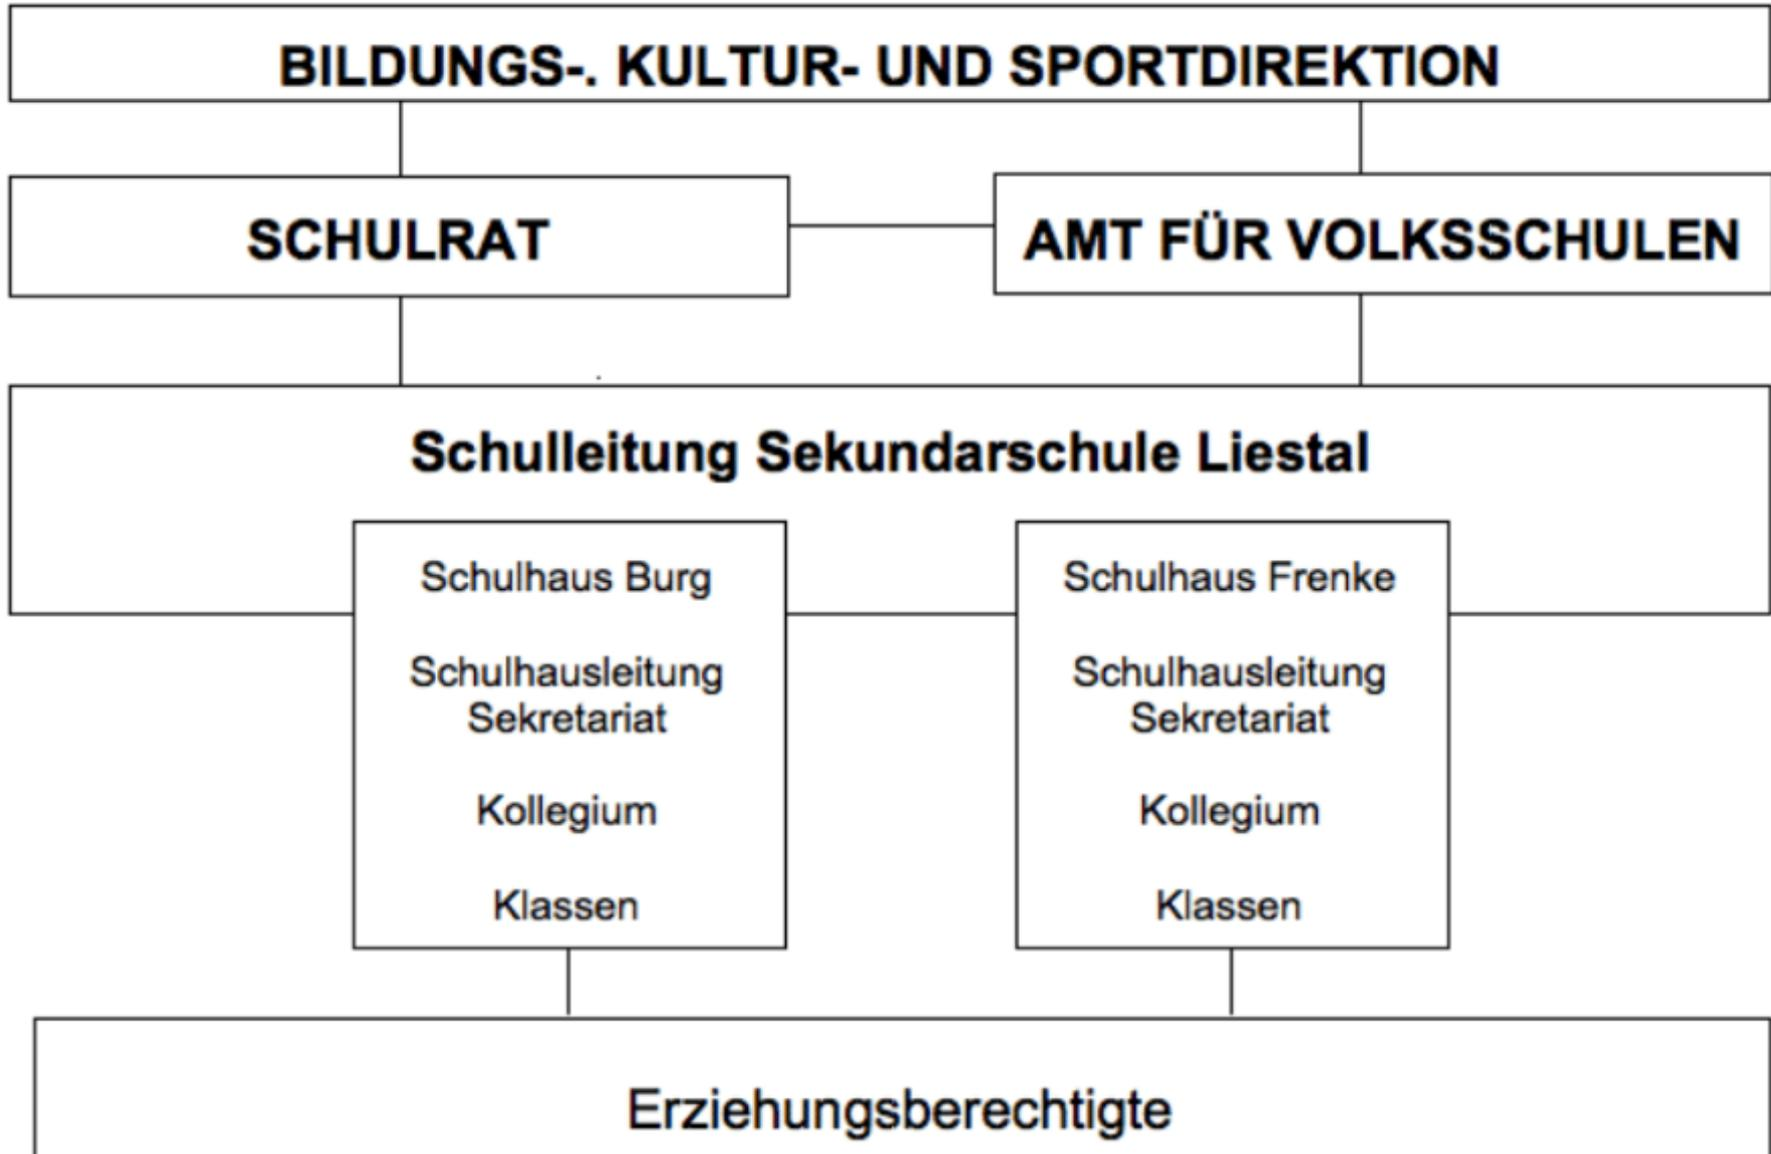 BILDUNGS-. KULTUR- UND SPORTDIREKTION
SCHULRAT
AMT FÜR VOLKSSCHULEN
Schulleitung Sekundarschule Liestal
Schulhaus Burg
Schulhausleitung
Sekretariat
Kollegium
Klassen
Schulhaus Frenke
Schulhausleitung
Sekretariat
Kollegium
Klassen
Erziehungsberechtigte